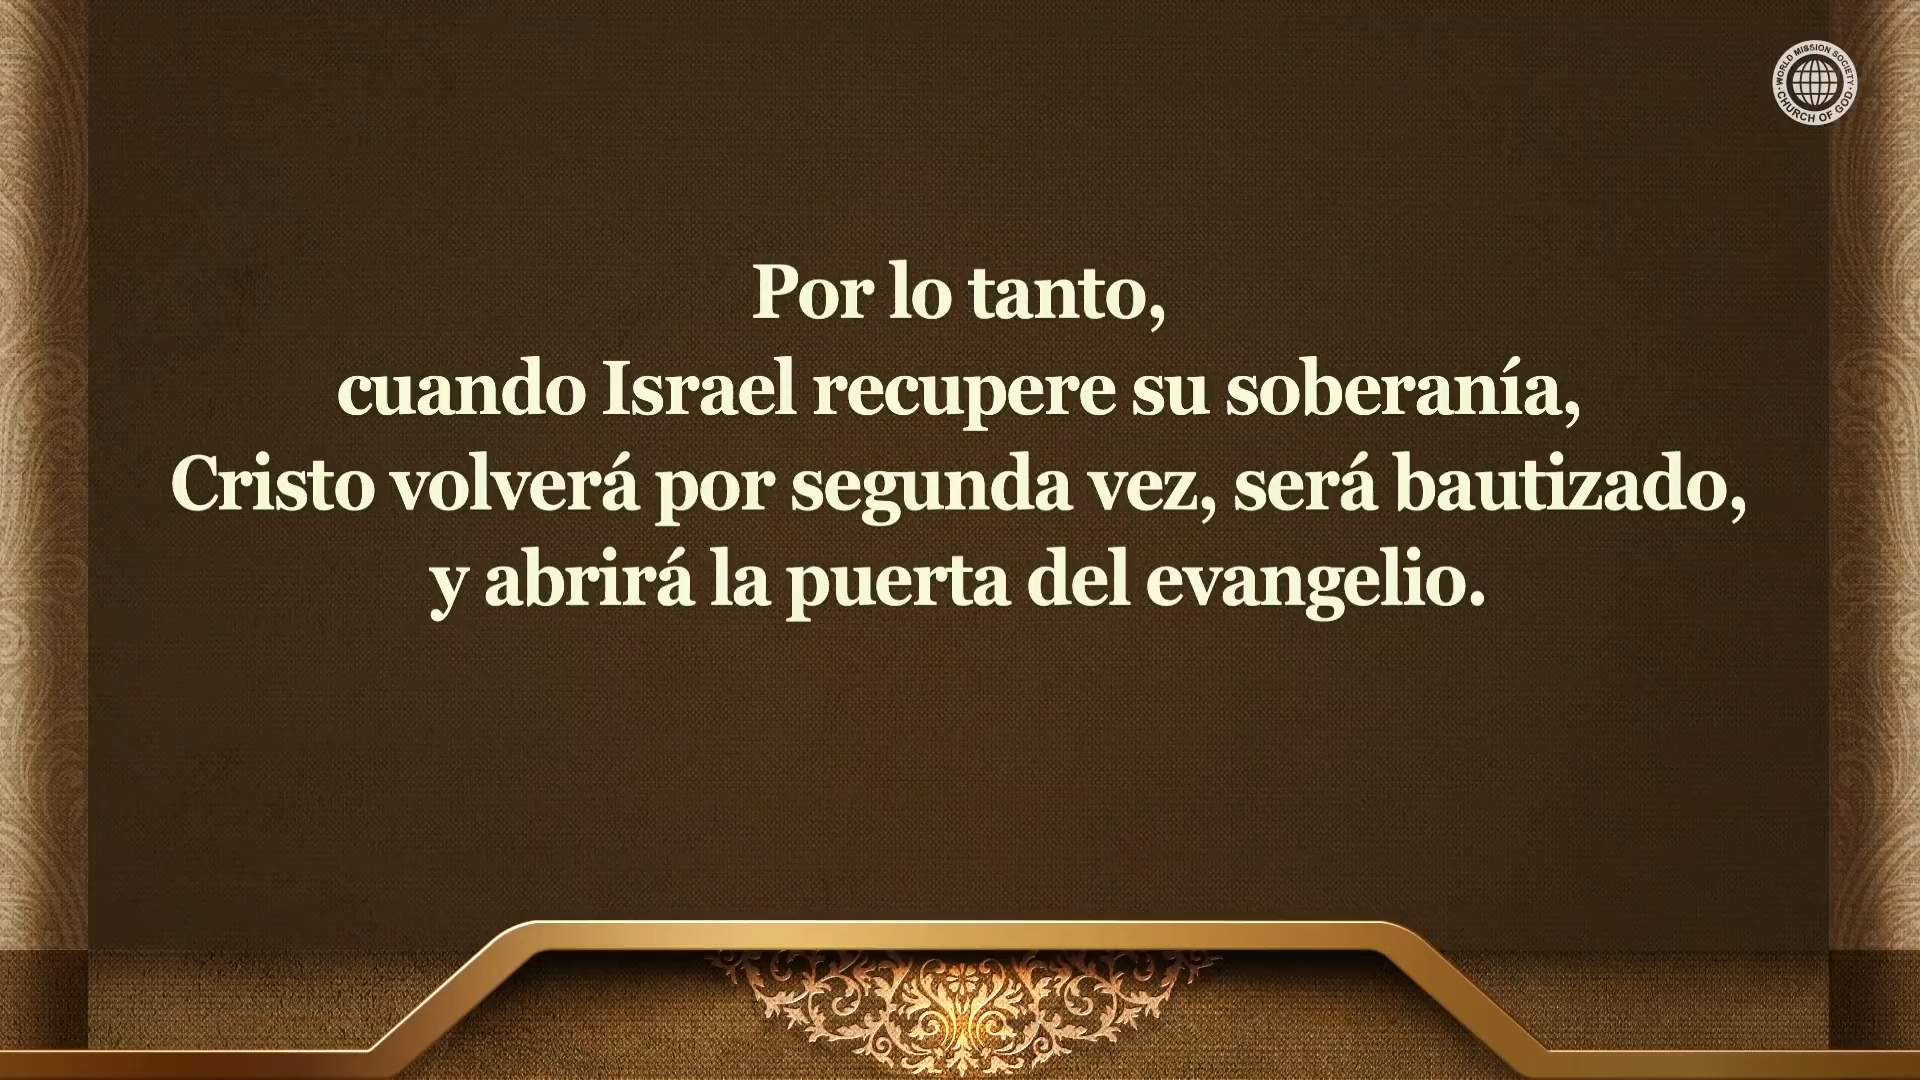 WORLD MISSION SOCIETY
CHURCH OF GOD
Por lo tanto,
cuando Israel recupere su soberanía,
Cristo volverá por segunda vez, será bautizado,
y abrirá la puerta del evangelio.